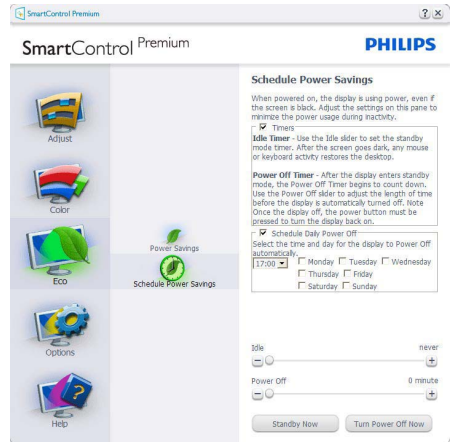 SmartControl Premium
SmartControl Premium
PHILIPS
Adjust
Color
Eco
Options
Help
Power Savings
Schedule Power Savings
Schedule Power Savings
When powered on, the display is using power, even if
the screen is black. Adjust the settings on this pane to
minimize the power usage during inactivity.
Timers
Idle Timer - Use the Idle slider to set the standby
mode timer. After the screen goes dark, any mouse
or keyboard activity restores the desktop.
Power Off Timer - After the display enters standby
mode, the Power Off Timer begins to count down.
Use the Power Off slider to adjust the length of time
before the display is automatically turned off. Note
Once the display off, the power button must be
pressed to turn the display back on.
Schedule Daily Power Off
Select the time and day for the display to Power Off
automatically.
17:00 Monday Tuesday Wednesday
Thursday Friday
Saturday Sunday
Idle never
Power Off 0 minute
Standby Now Turn Power Off Now